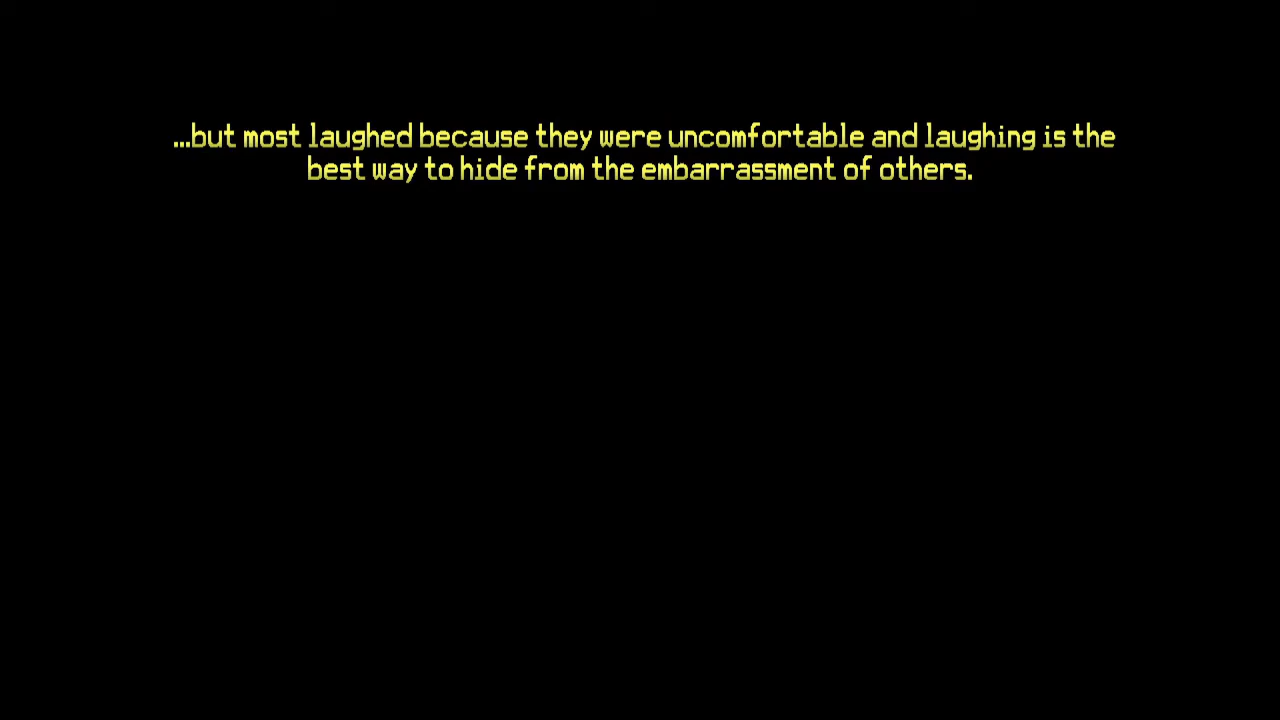 ...but most laughed because they were uncomfortable and laughing is the
best way to hide from the embarrassment of others.